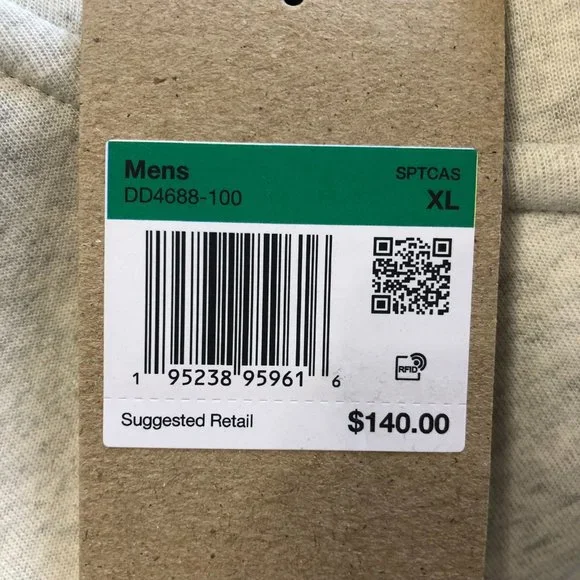 Mens
SPTCAS
DD4688-100
XL
1 95238 95961 6
RFID
Suggested Retail
$140.00